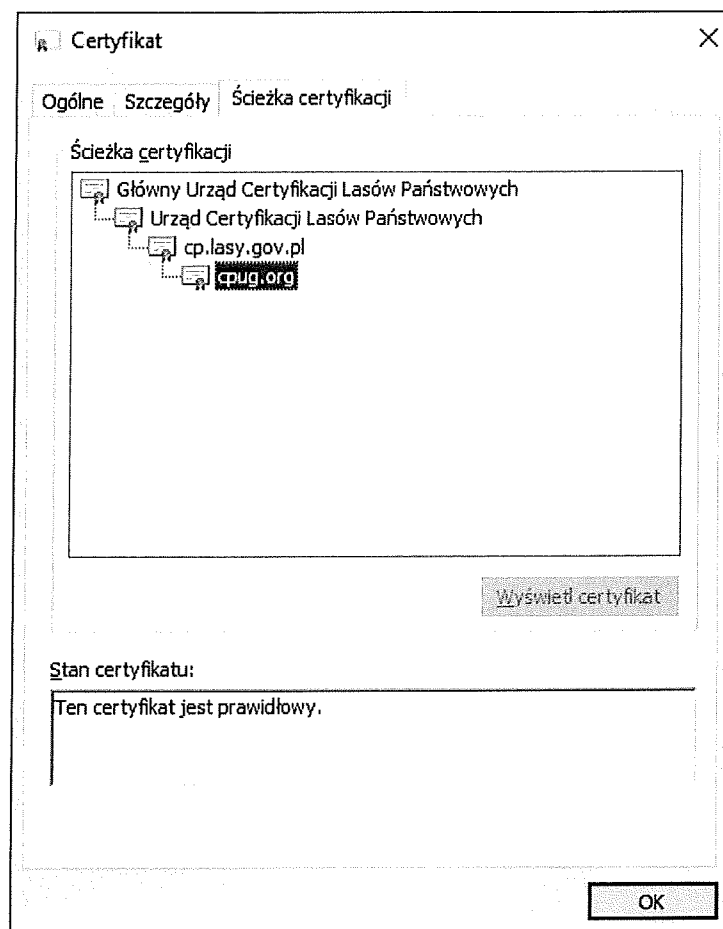 Certyfikat
Ogólne Szczegóły Ścieżka certyfikacji
Ścieżka certyfikacji
Główny Urząd Certyfikacji Lasów Państwowych
Urząd Certyfikacji Lasów Państwowych
cp.lasy.gov.pl
cpug.org
Wyświetl certyfikat
Stan certyfikatu:
Ten certyfikat jest prawidłowy.
OK